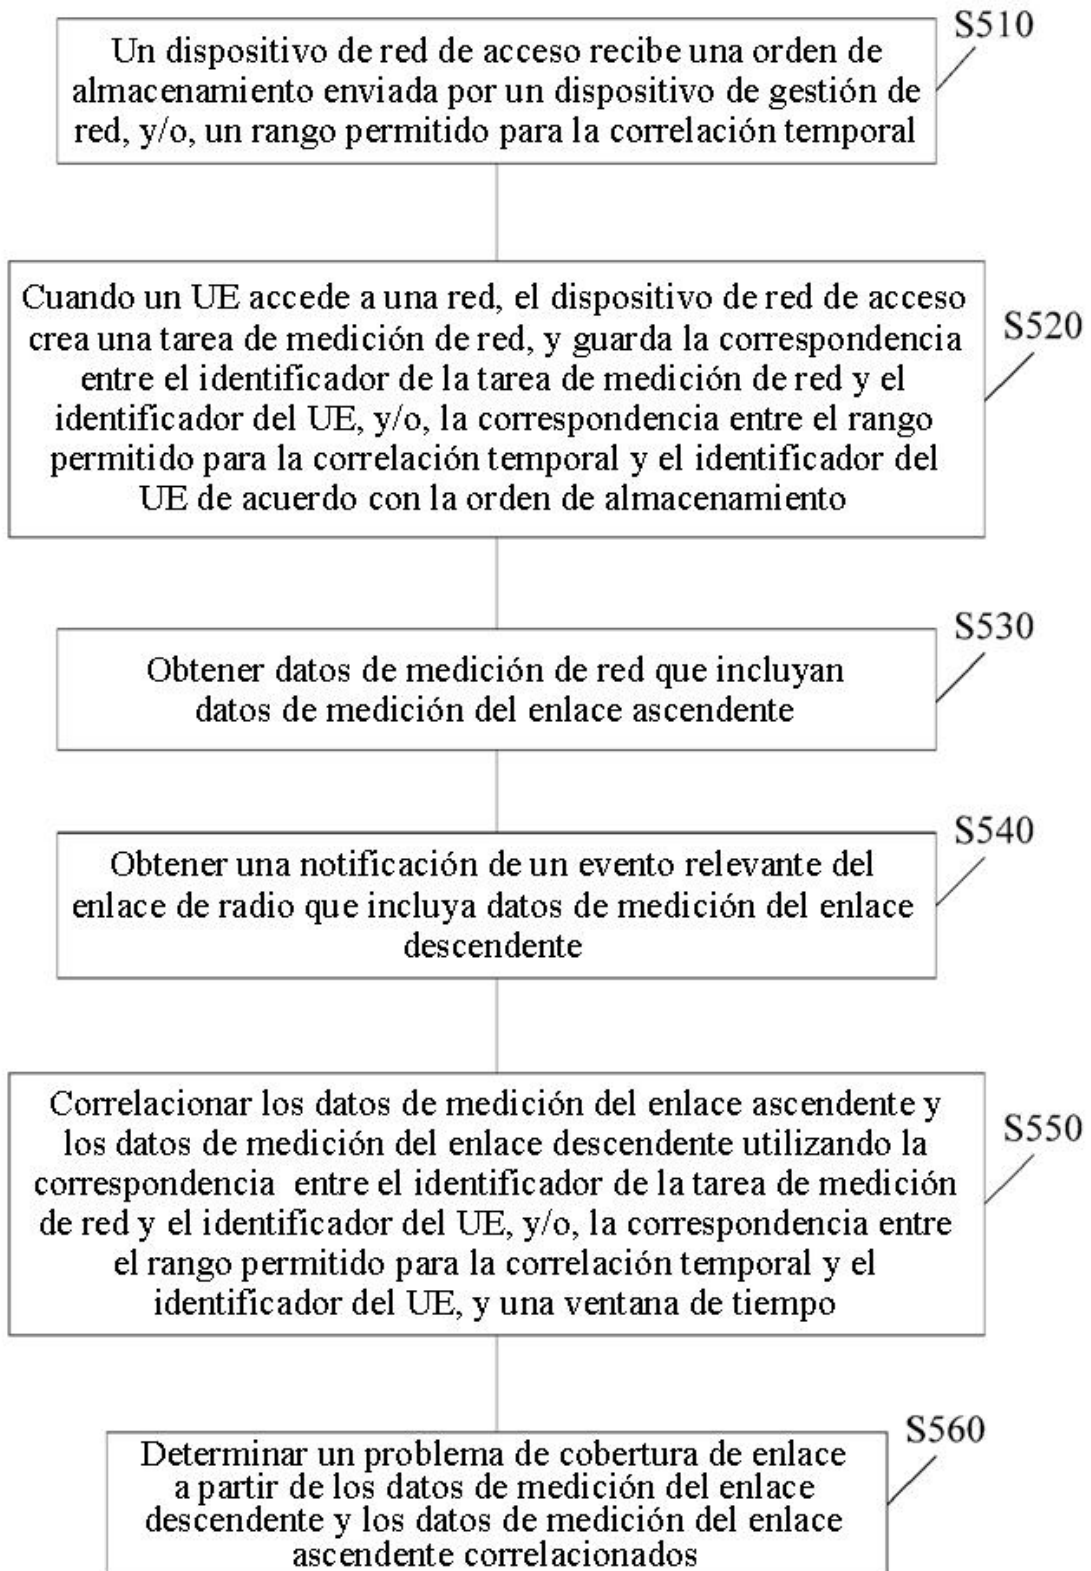 S510
Un dispositivo de red de acceso recibe una orden de
almacenamiento enviada por un dispositivo de gestión de
red, y/o, un rango permitido para la correlación temporal
S520
Cuando un UE accede a una red, el dispositivo de red de acceso
crea una tarea de medición de red, y guarda la correspondencia
entre el identificador de la tarea de medición de red y el
identificador del UE, y/o, la correspondencia entre el rango
permitido para la correlación temporal y el identificador del
UE de acuerdo con la orden de almacenamiento
S530
Obtener datos de medición de red que incluyan
datos de medición del enlace ascendente
S540
Obtener una notificación de un evento relevante del
enlace de radio que incluya datos de medición del enlace
descendente
S550
Correlacionar los datos de medición del enlace ascendente y
los datos de medición del enlace descendente utilizando la
correspondencia entre el identificador de la tarea de medición
de red y el identificador del UE, y/o, la correspondencia entre
el rango permitido para la correlación temporal y el
identificador del UE, y una ventana de tiempo
S560
Determinar un problema de cobertura de enlace
a partir de los datos de medición del enlace
descendente y los datos de medición del enlace
ascendente correlacionados